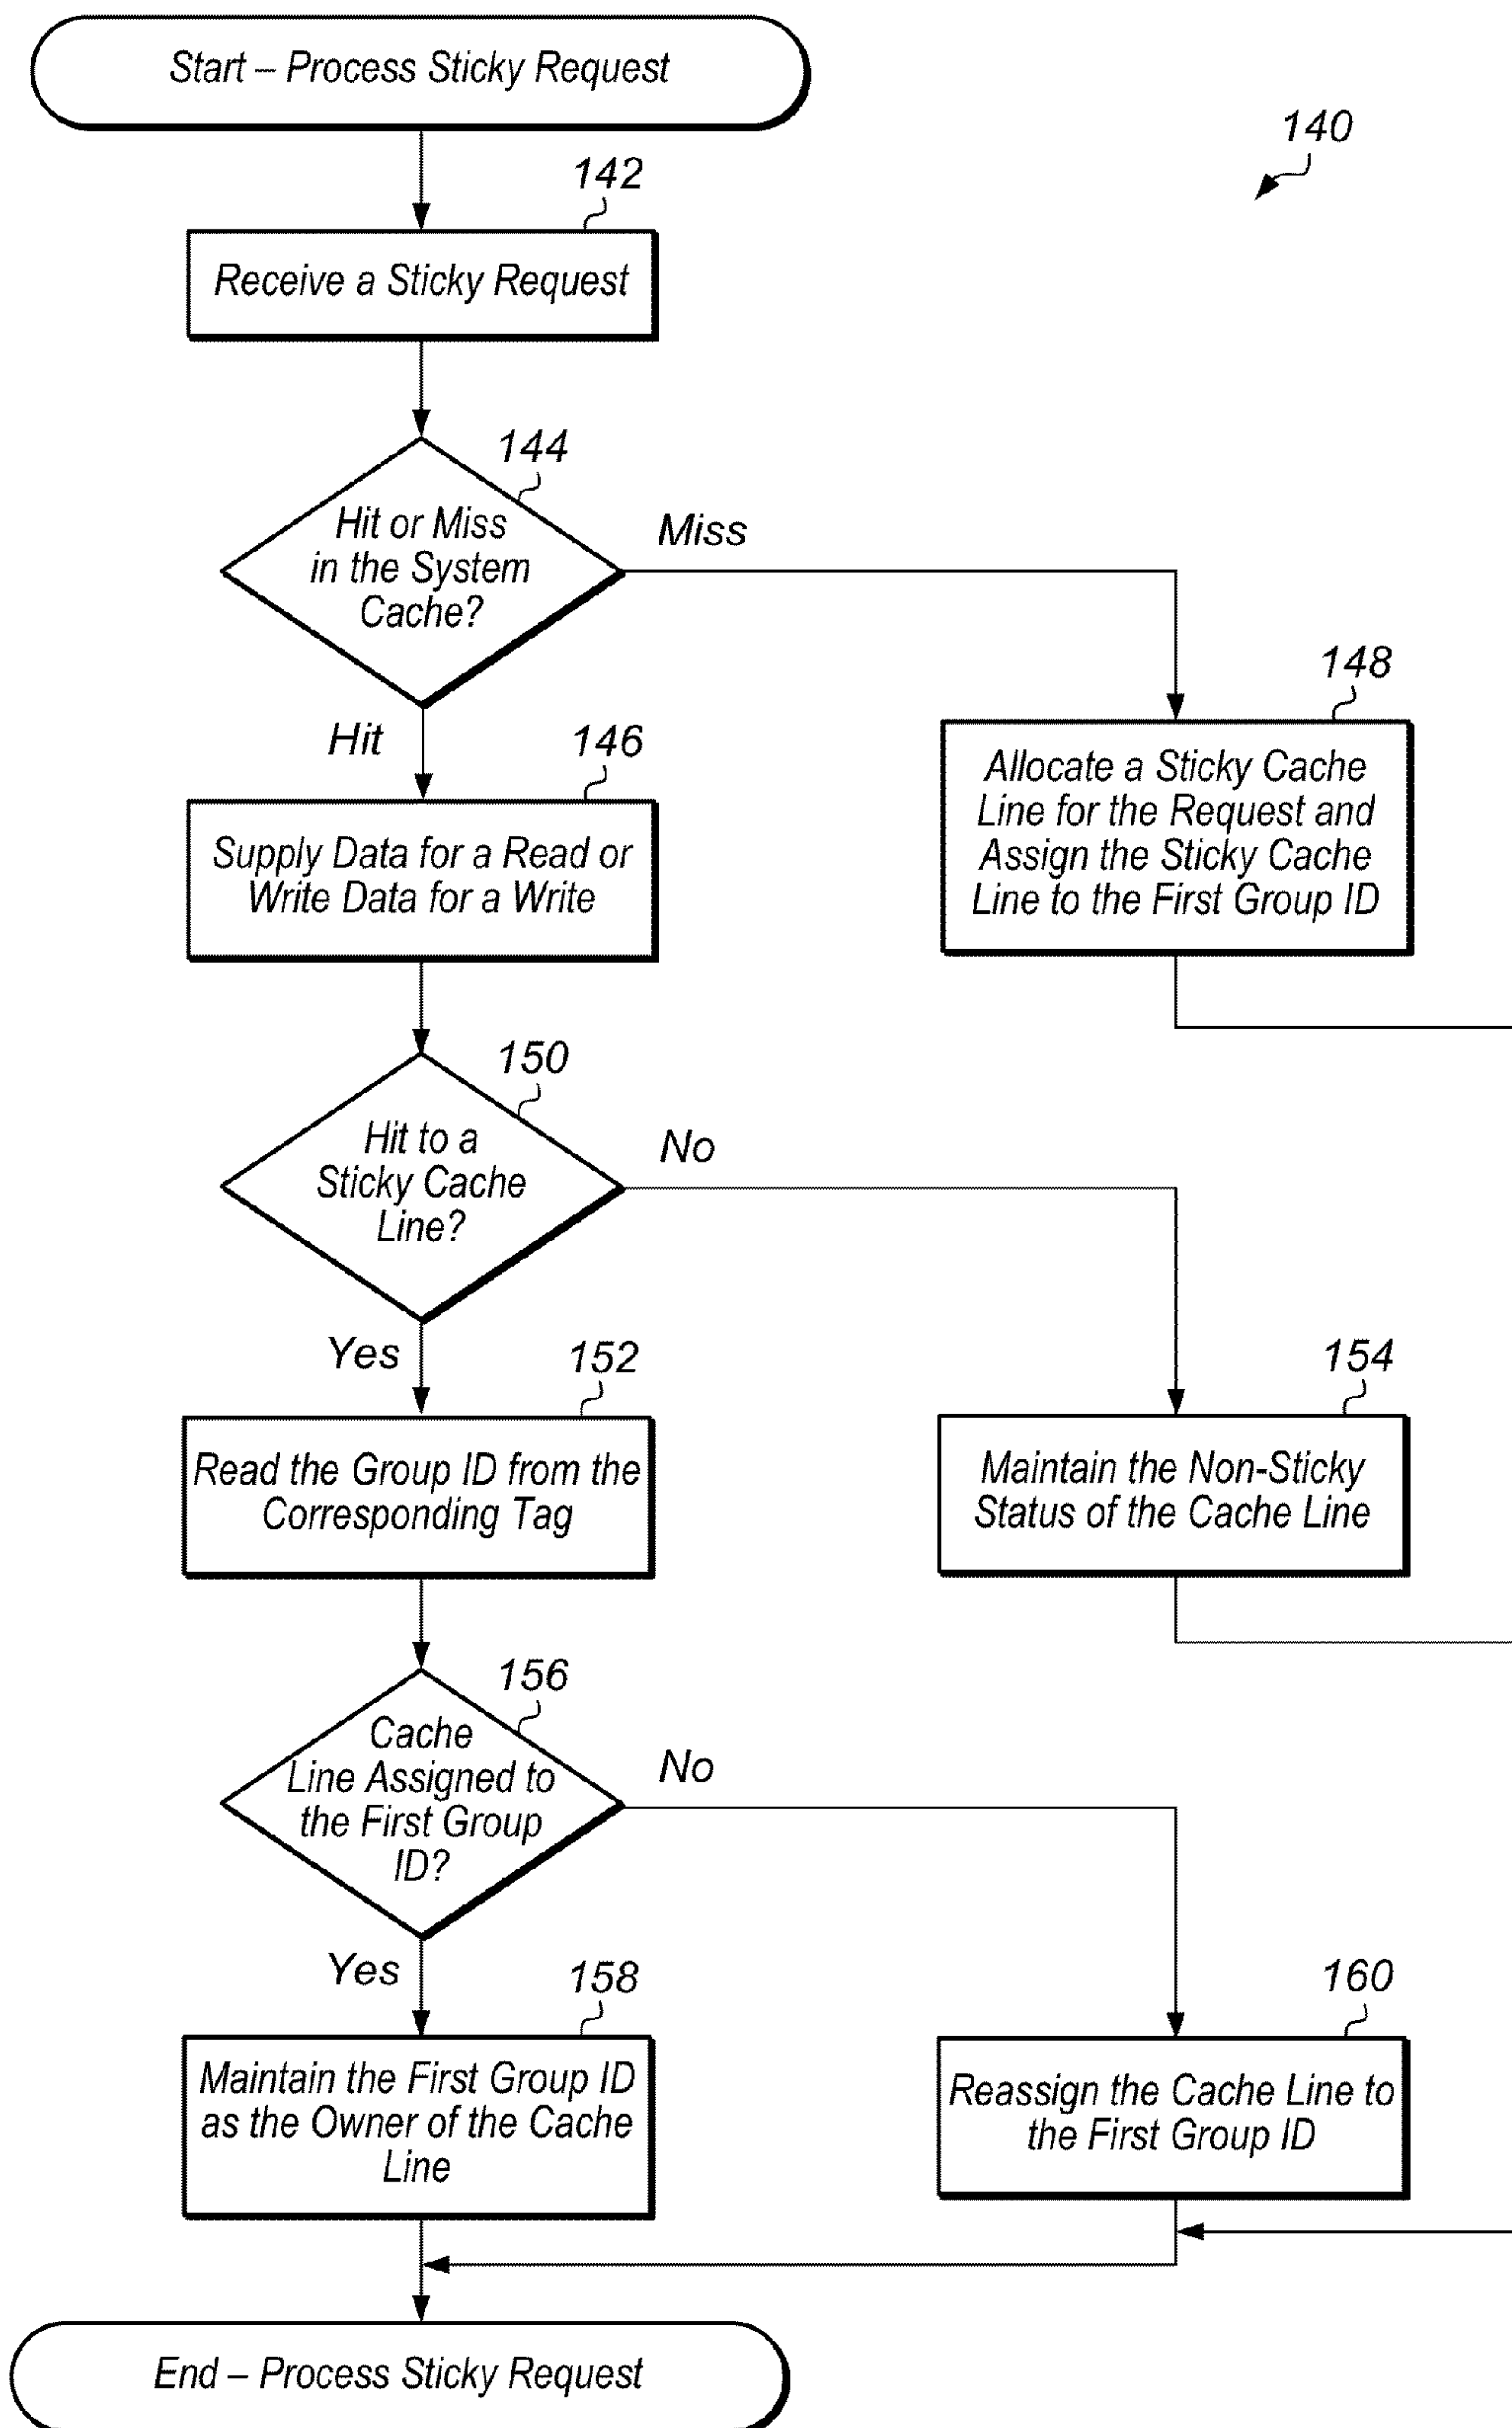 Start – Process Sticky Request
140
142
Receive a Sticky Request
144
Hit or Miss
in the System
Cache?
Miss
Hit
146
Supply Data for a Read or
Write Data for a Write
148
Allocate a Sticky Cache
Line for the Request and
Assign the Sticky Cache
Line to the First Group ID
150
Hit to a
Sticky Cache
Line?
No
Yes
152
Read the Group ID from the
Corresponding Tag
154
Maintain the Non-Sticky
Status of the Cache Line
156
Cache
Line Assigned to
the First Group
ID?
No
Yes
158
Maintain the First Group ID
as the Owner of the Cache
Line
160
Reassign the Cache Line to
the First Group ID
End – Process Sticky Request